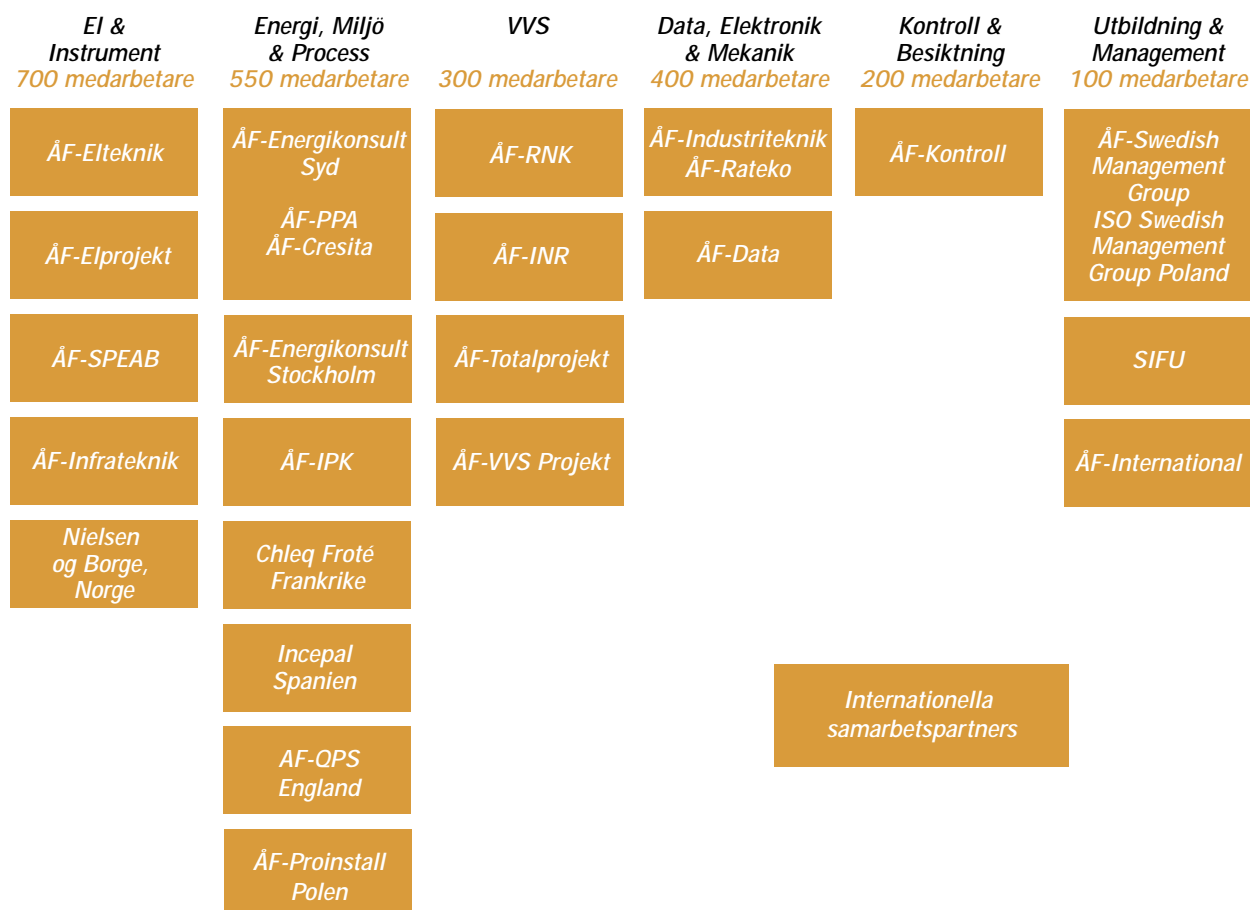 El &
Instrument
700 medarbetare
ÅF-Elteknik
ÅF-Elprojekt
ÅF-SPEAB
ÅF-Infrateknik
Nielsen
og Borge,
Norge
Energi, Miljö
& Process
550 medarbetare
ÅF-Energikonsult
Syd
ÅF-PPA
ÅF-Cresita
ÅF-Energikonsult
Stockholm
ÅF-IPK
Chleq Froté
Frankrike
Incepal
Spanien
AF-QPS
England
ÅF-Proinstall
Polen
VVS
300 medarbetare
ÅF-RNK
ÅF-INR
ÅF-Totalprojekt
ÅF-VVS Projekt
Data, Elektronik
& Mekanik
400 medarbetare
ÅF-Industriteknik
ÅF-Rateko
ÅF-Data
Kontroll &
Besiktning
200 medarbetare
ÅF-Kontroll
Utbildning &
Management
100 medarbetare
ÅF-Swedish
Management
Group
ISO Swedish
Management
Group Poland
SIFU
ÅF-International
Internationella
samarbetspartners